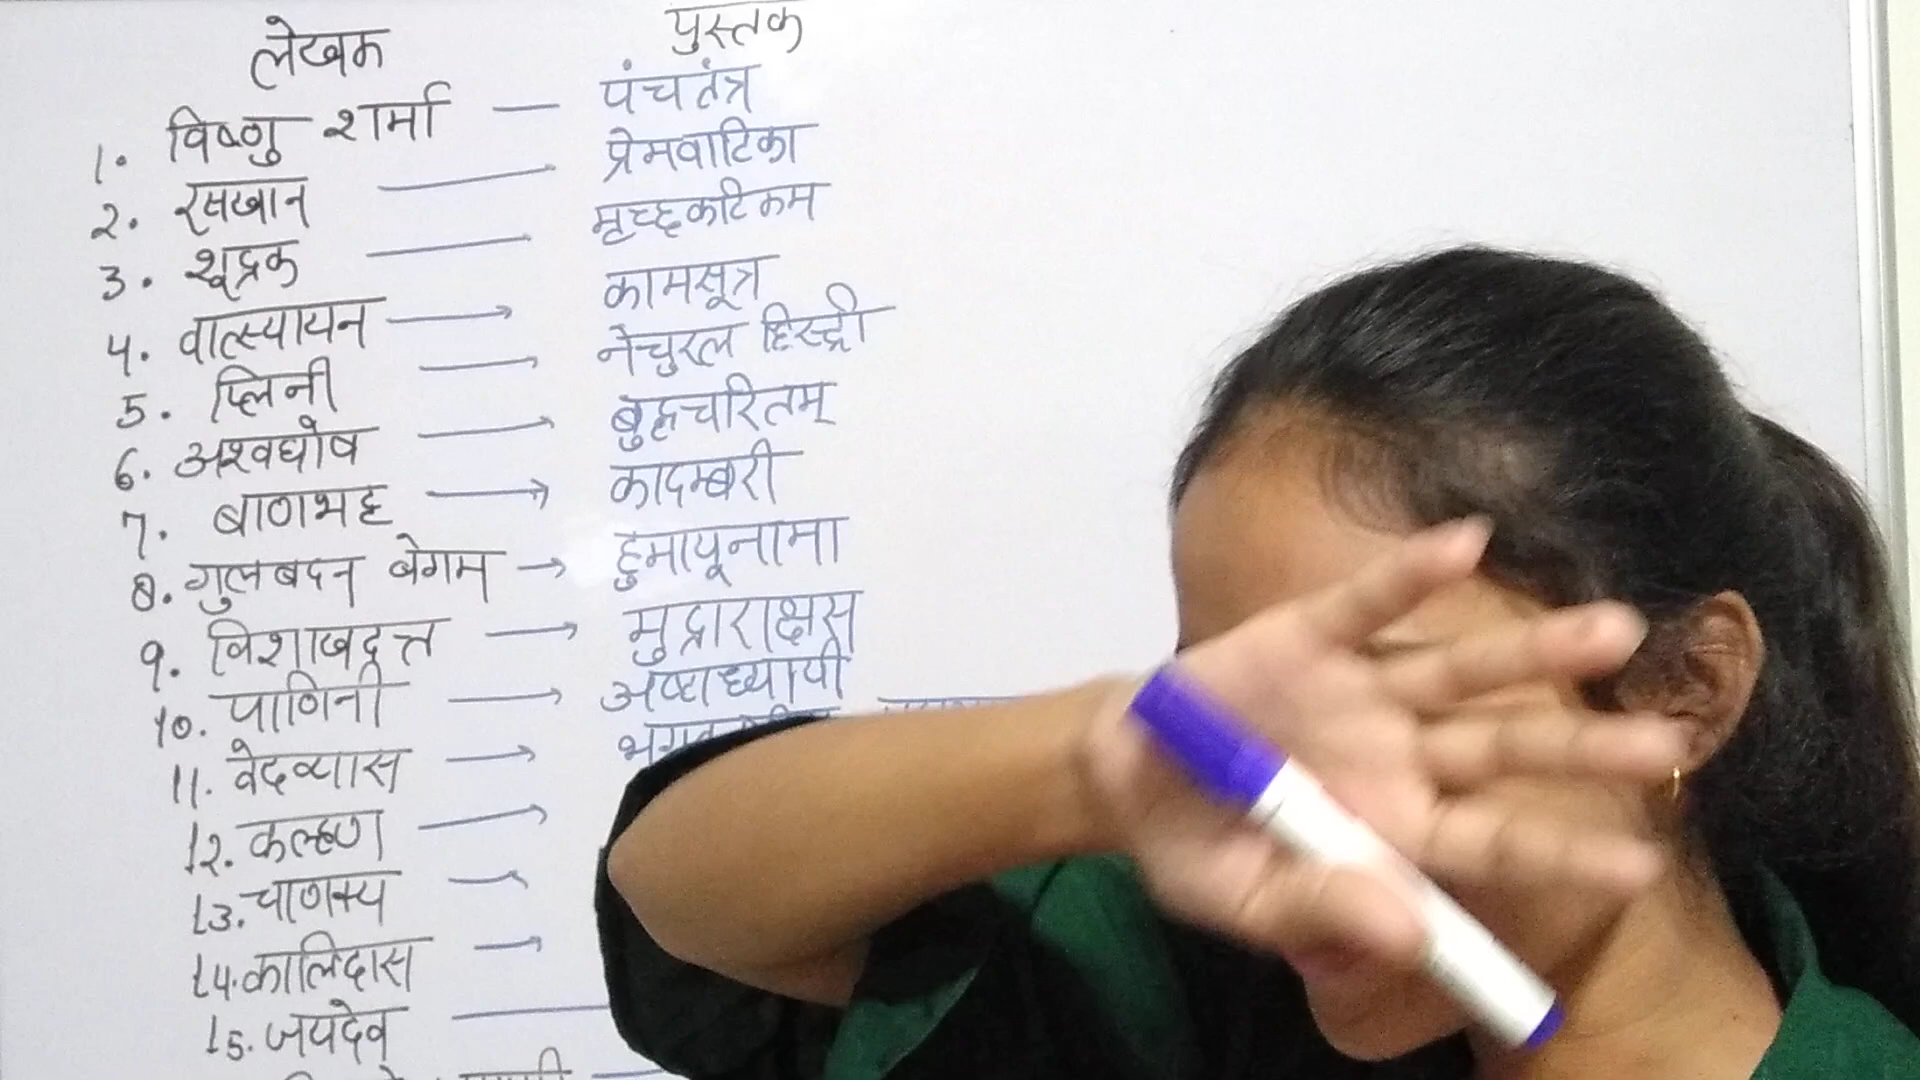 लेखक पुस्तक
1. विष्णु शर्मा — पंचतंत्र
2. रसखान — प्रेमवाटिका
3. शूद्रक — मृच्छकटिकम
4. वात्स्यायन → कामसूत्र
5. प्लिनी → नेचुरल हिस्ट्री
6. अश्वघोष → बुद्धचरितम्
7. बाणभट्ट → कादम्बरी
8. गुलबदन बेगम → हुमायूनामा
9. विशाखदत्त → मुद्राराक्षस
10. पाणिनी → अष्टाध्यायी
11. वेदव्यास →
12. कल्हण →
13. चाणक्य →
14. कालिदास →
15. जयदेव —